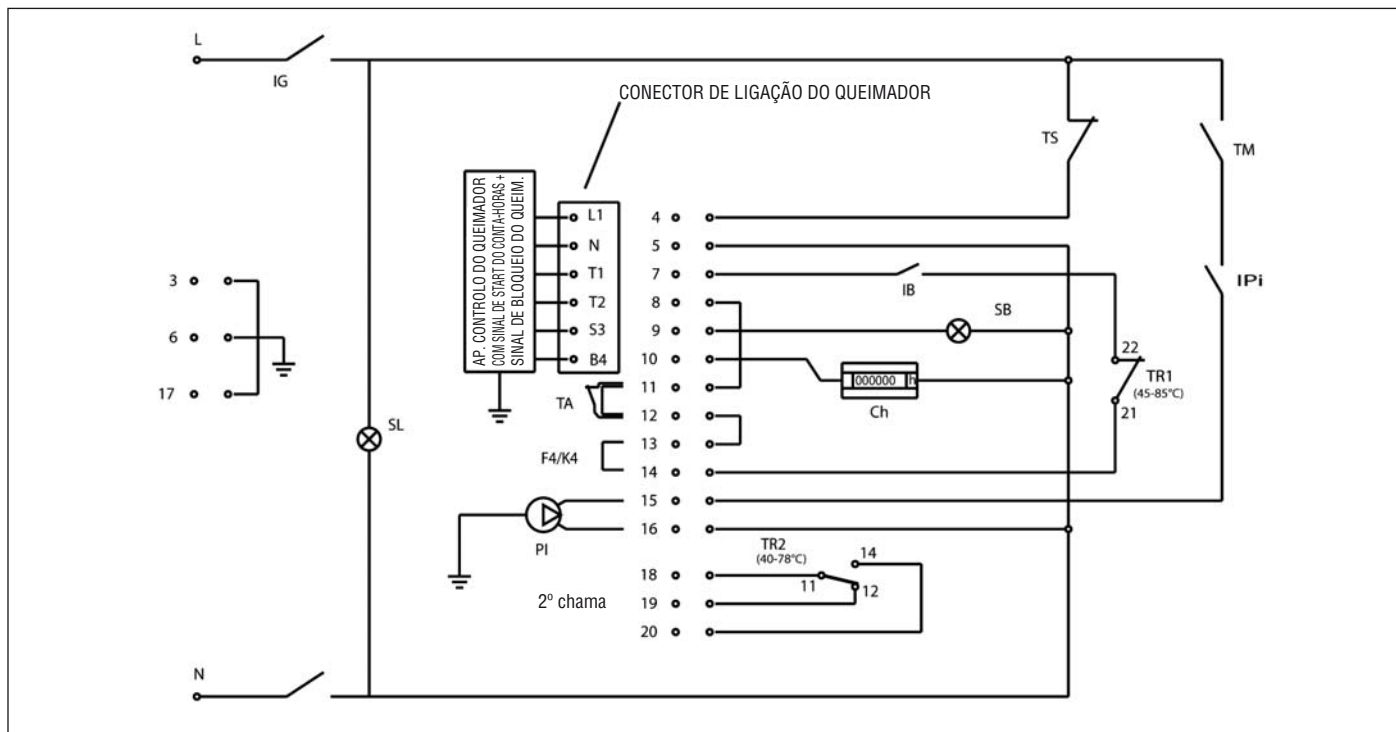 L
IG
CONECTOR DE LIGAÇÃO DO QUEIMADOR
TS
TM
AP. CONTROLO DO QUEIMADOR
COM SINAL DE START DO CONTA-HORAS +
SINAL DE BLOQUEIO DO QUEIM.
L1
N
T1
T2
S3
B4
4
5
7
8
9
10
11
12
13
14
15
16
18
19
20
3
6
17
IB
IPi
SB
22
TR1
(45-85°C)
21
000000 h
Ch
TA
SL
F4/K4
PI
TR2
(40-78°C)
14
11
12
2º chama
N